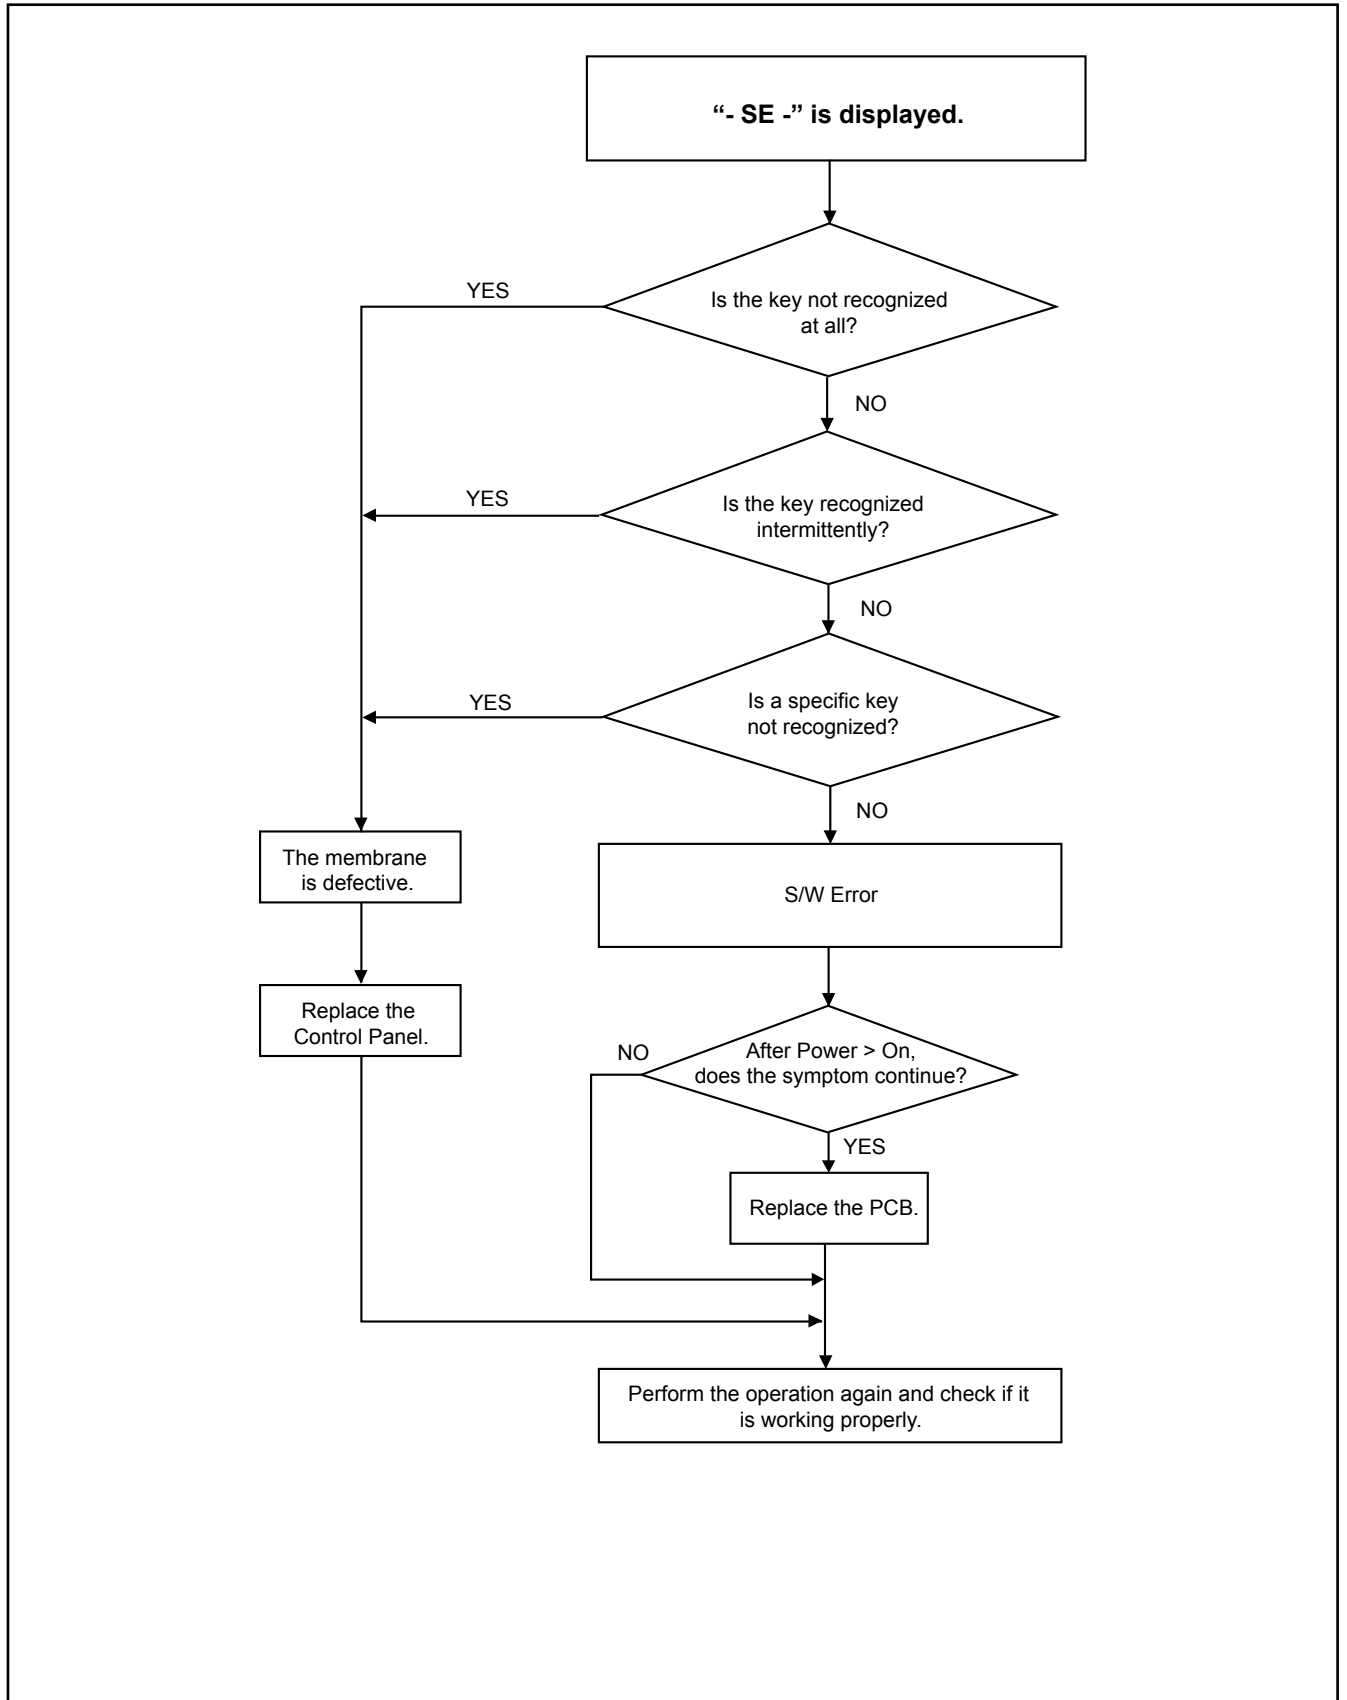 “- SE -” is displayed.
YES
Is the key not recognized
at all?
NO
YES
Is the key recognized
intermittently?
NO
YES
Is a specific key
not recognized?
NO
The membrane
is defective.
S/W Error
Replace the
Control Panel.
NO
After Power > On,
does the symptom continue?
YES
Replace the PCB.
Perform the operation again and check if it
is working properly.